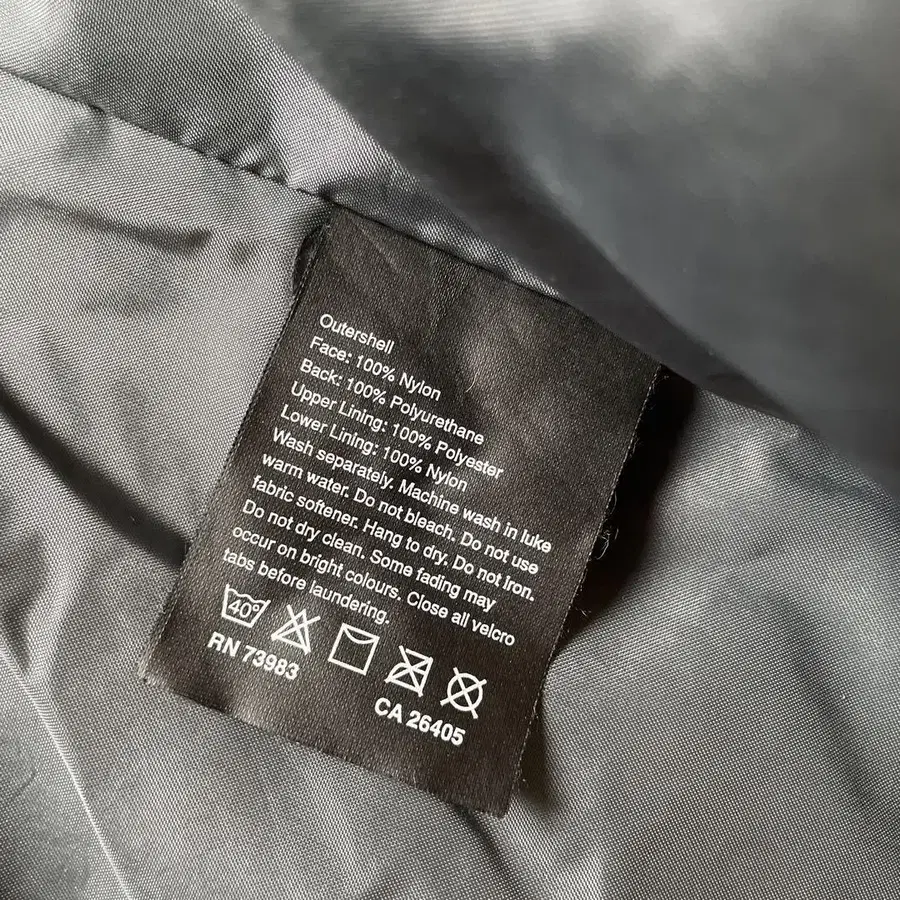 Outershell
Face: 100% Nylon
Back: 100% Polyurethane
Upper Lining: 100% Polyester
Lower Lining: 100% Nylon
Wash separately. Machine wash in luke
warm water. Do not bleach. Do not use
fabric softener. Hang to dry. Do not Iron.
Do not dry clean. Some fading may
occur on bright colours. Close all velcro
tabs before laundering.
40°
RN 73983
CA 26405